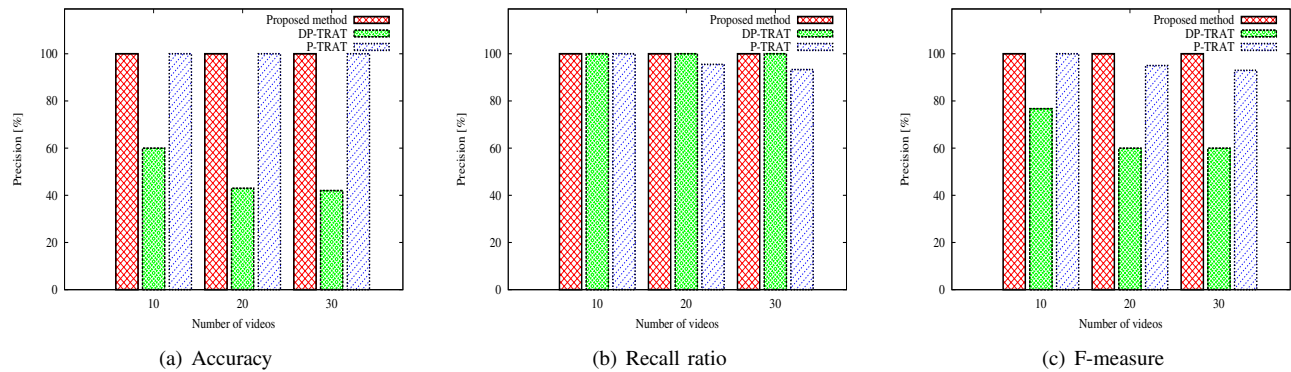 Proposed method
DP-TRAT
P-TRAT
100
80
60
40
20
0
Precision [%]
10 20 30
Number of videos
(a) Accuracy
Proposed method
DP-TRAT
P-TRAT
100
80
60
40
20
0
Precision [%]
10 20 30
Number of videos
(b) Recall ratio
Proposed method
DP-TRAT
P-TRAT
100
80
60
40
20
0
Precision [%]
10 20 30
Number of videos
(c) F-measure